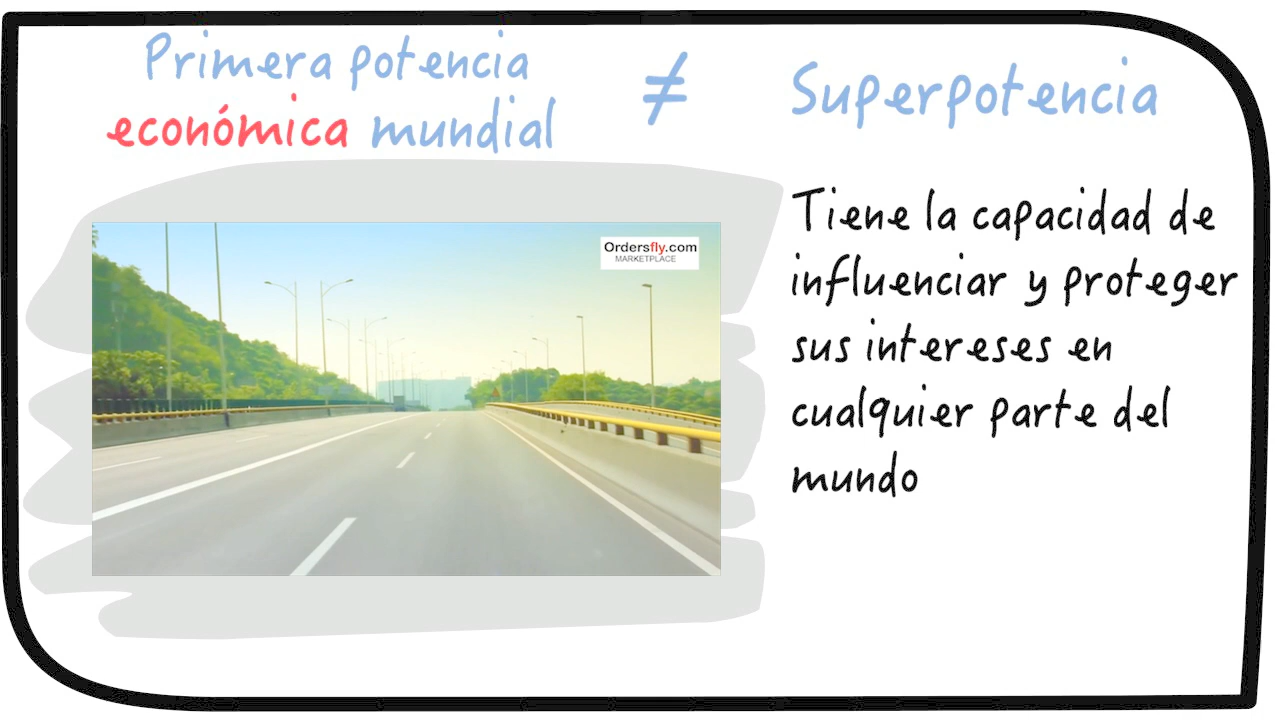 Primera potencia
económica mundial
≠
Superpotencia
Ordersfly.com
MARKETPLACE
Tiene la capacidad de
influenciar y proteger
sus intereses en
cualquier parte del
mundo